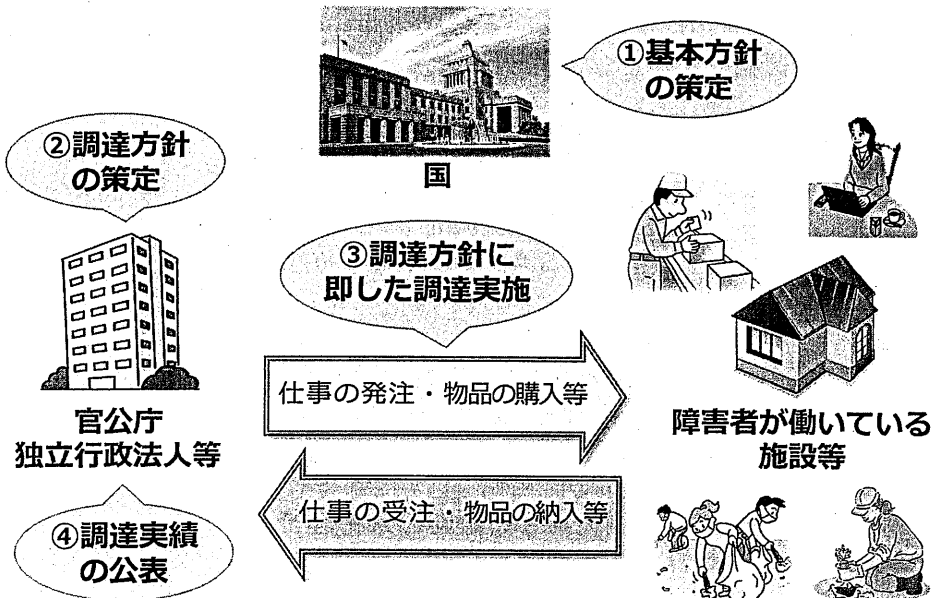 ①基本方針
の策定
国
②調達方針
の策定
③調達方針に
即した調達実施
仕事の発注・物品の購入等
官公庁
独立行政法人等
障害者が働いている
施設等
仕事の受注・物品の納入等
④調達実績
の公表